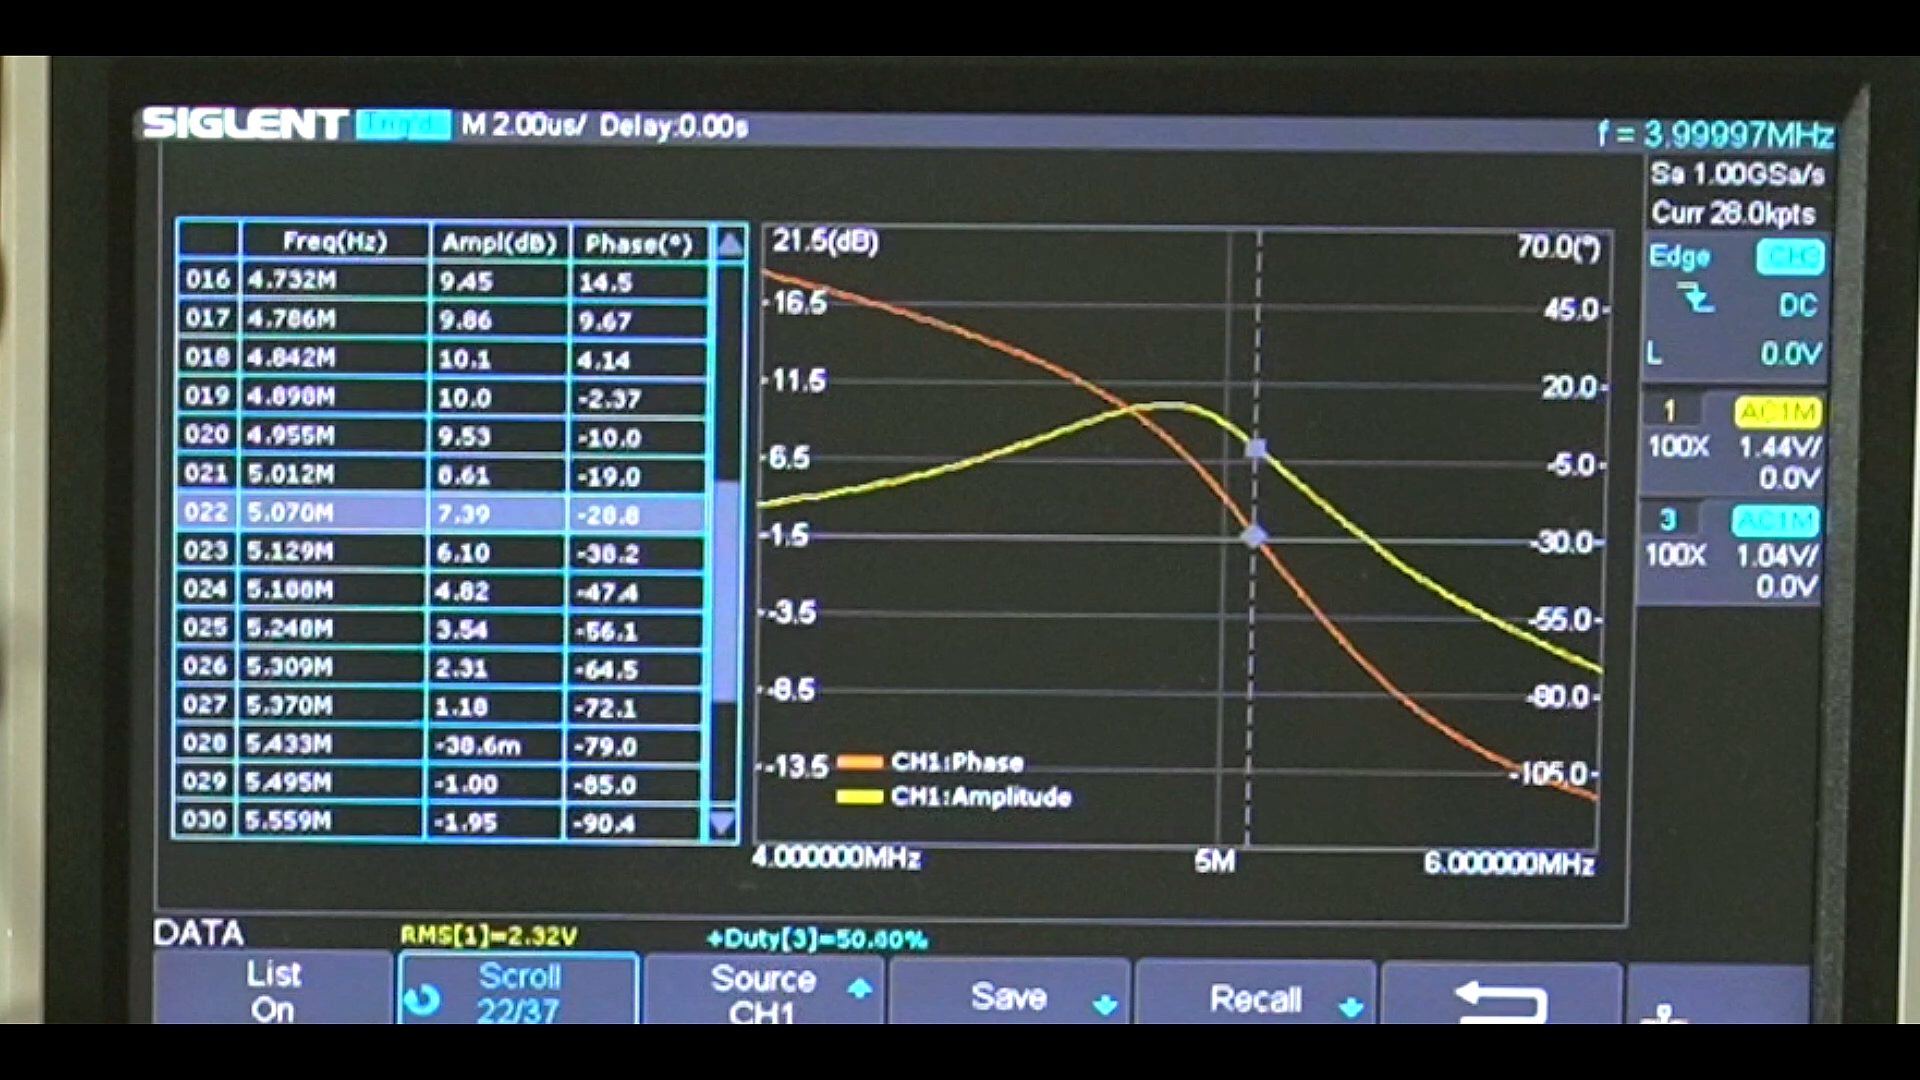 SIGLENT Trig'd M 2.00us/ Delay:0.00s
f = 3.99997MHz
Sa 1.00GSa/s
Curr 28.0kpts
Edge CH3
DC
L 0.0V
1 AC1M
100X 1.44V/
0.0V
3 AC1M
100X 1.04V/
0.0V
Freq(Hz) Ampl(dB) Phase(°)
016 4.732M 9.45 14.5
017 4.786M 9.86 9.67
018 4.842M 10.1 4.14
019 4.898M 10.0 -2.37
020 4.955M 9.53 -10.0
021 5.012M 8.61 -19.0
022 5.070M 7.39 -28.8
023 5.129M 6.10 -38.2
024 5.188M 4.82 -47.4
025 5.248M 3.54 -56.1
026 5.309M 2.31 -64.5
027 5.370M 1.18 -72.1
028 5.433M -38.6m -79.0
029 5.495M -1.00 -85.0
030 5.559M -1.95 -90.4
21.5(dB) 70.0(°)
16.5 45.0
11.5 20.0
6.5 -5.0
1.5 -30.0
-3.5 -55.0
-8.5 -80.0
-13.5 -105.0
CH1:Phase
CH1:Amplitude
4.000000MHz 5M 6.000000MHz
DATA RMS[1]=2.32V +Duty[3]=50.60%
List
On
Scroll
22/37
Source
CH1
Save
Recall